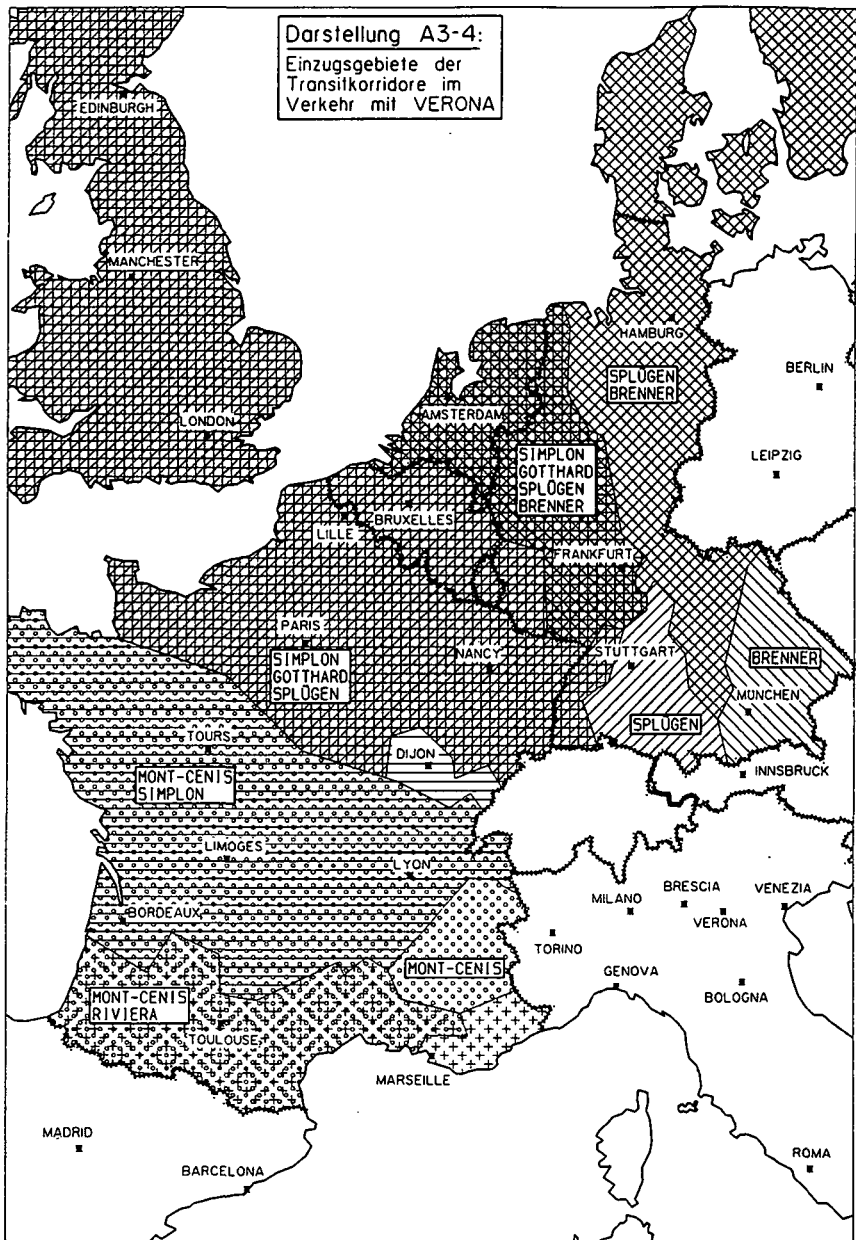 Darstellung A3-4:
Einzugsgebiete der
Transitkorridore im
Verkehr mit VERONA
EDINBURGH
MANCHESTER
HAMBURG
BERLIN
SPLÜGEN
BRENNER
AMSTERDAM
LONDON
SIMPLON
GOTTHARD
SPLÜGEN
BRENNER
LEIPZIG
BRUXELLES
LILLE
FRANKFURT
PARIS
NANCY
STUTTGART
BRENNER
SIMPLON
GOTTHARD
SPLÜGEN
MÜNCHEN
SPLÜGEN
TOURS
DIJON
INNSBRUCK
MONT-CENIS
SIMPLON
LIMOGES
LYON
BORDEAUX
MILANO
BRESCIA
VENEZIA
VERONA
TORINO
MONT-CENIS
GENOVA
BOLOGNA
MONT-CENIS
RIVIERA
TOULOUSE
MARSEILLE
MADRID
BARCELONA
ROMA